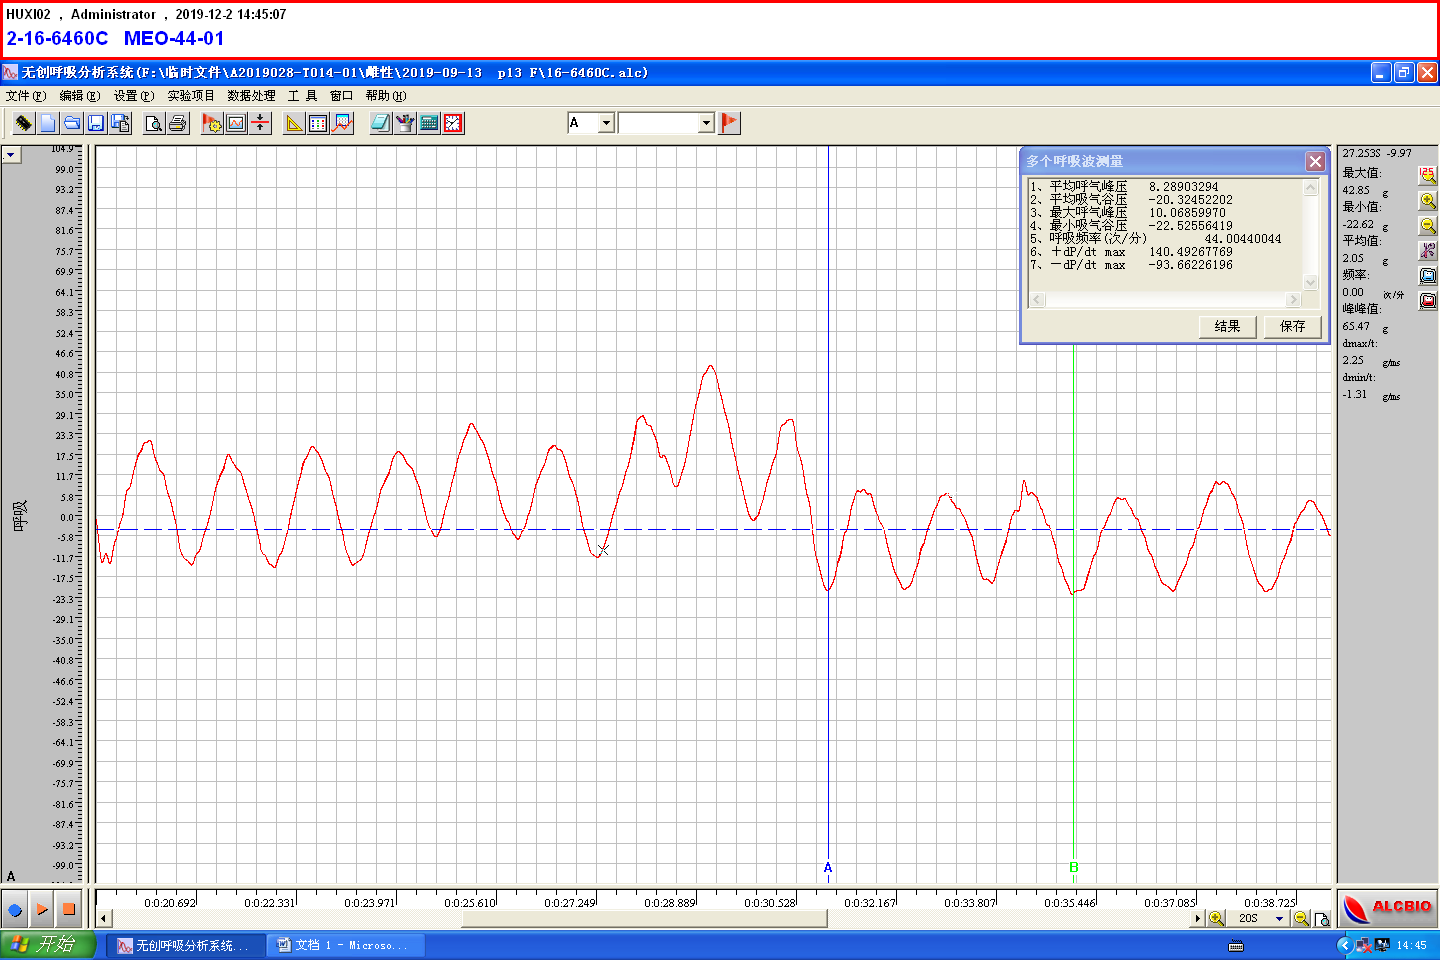 HUXI02 , Administrator , 2019-12-2 14:45:07
2-16-6460C MEO-44-01
无创呼吸分析系统(F:\临时文件\A2019028-T014-01\雌性\2019-09-13 p13 F\16-6460C.alc)
文件(F) 编辑(E) 设置(P) 实验项目 数据处理 工 具 窗口 帮助(H)
A
104.9
99.0
93.2
87.4
81.6
75.7
69.9
64.1
58.3
52.4
46.6
40.8
35.0
29.1
23.3
17.5
11.7
5.8
0.0
-5.8
-11.7
-17.5
-23.3
-29.1
-35.0
-40.8
-46.6
-52.4
-58.3
-64.1
-69.9
-75.7
-81.6
-87.4
-93.2
-99.0
呼吸
A
多个呼吸波测量
1、平均呼气峰压 8.28903294
2、平均吸气谷压 -20.32452202
3、最大呼气峰压 10.06859970
4、最小吸气谷压 -22.52556419
5、呼吸频率(次/分) 44.00440044
6、+dP/dt max 140.49267769
7、-dP/dt max -93.66226196
结果 保存
A
B
27.253S -9.97
最大值:
42.85 g
最小值:
-22.62 g
平均值:
2.05 g
频率:
0.00 次/分
峰峰值:
65.47 g
dmax/t:
2.25 g/ms
dmin/t:
-1.31 g/ms
125
0:0:20.692 0:0:22.331 0:0:23.971 0:0:25.610 0:0:27.249 0:0:28.889 0:0:30.528 0:0:32.167 0:0:33.807 0:0:35.446 0:0:37.085 0:0:38.725
20S
ALCBIO
开始 无创呼吸分析系统... 文档 1 - Microso... 14:45